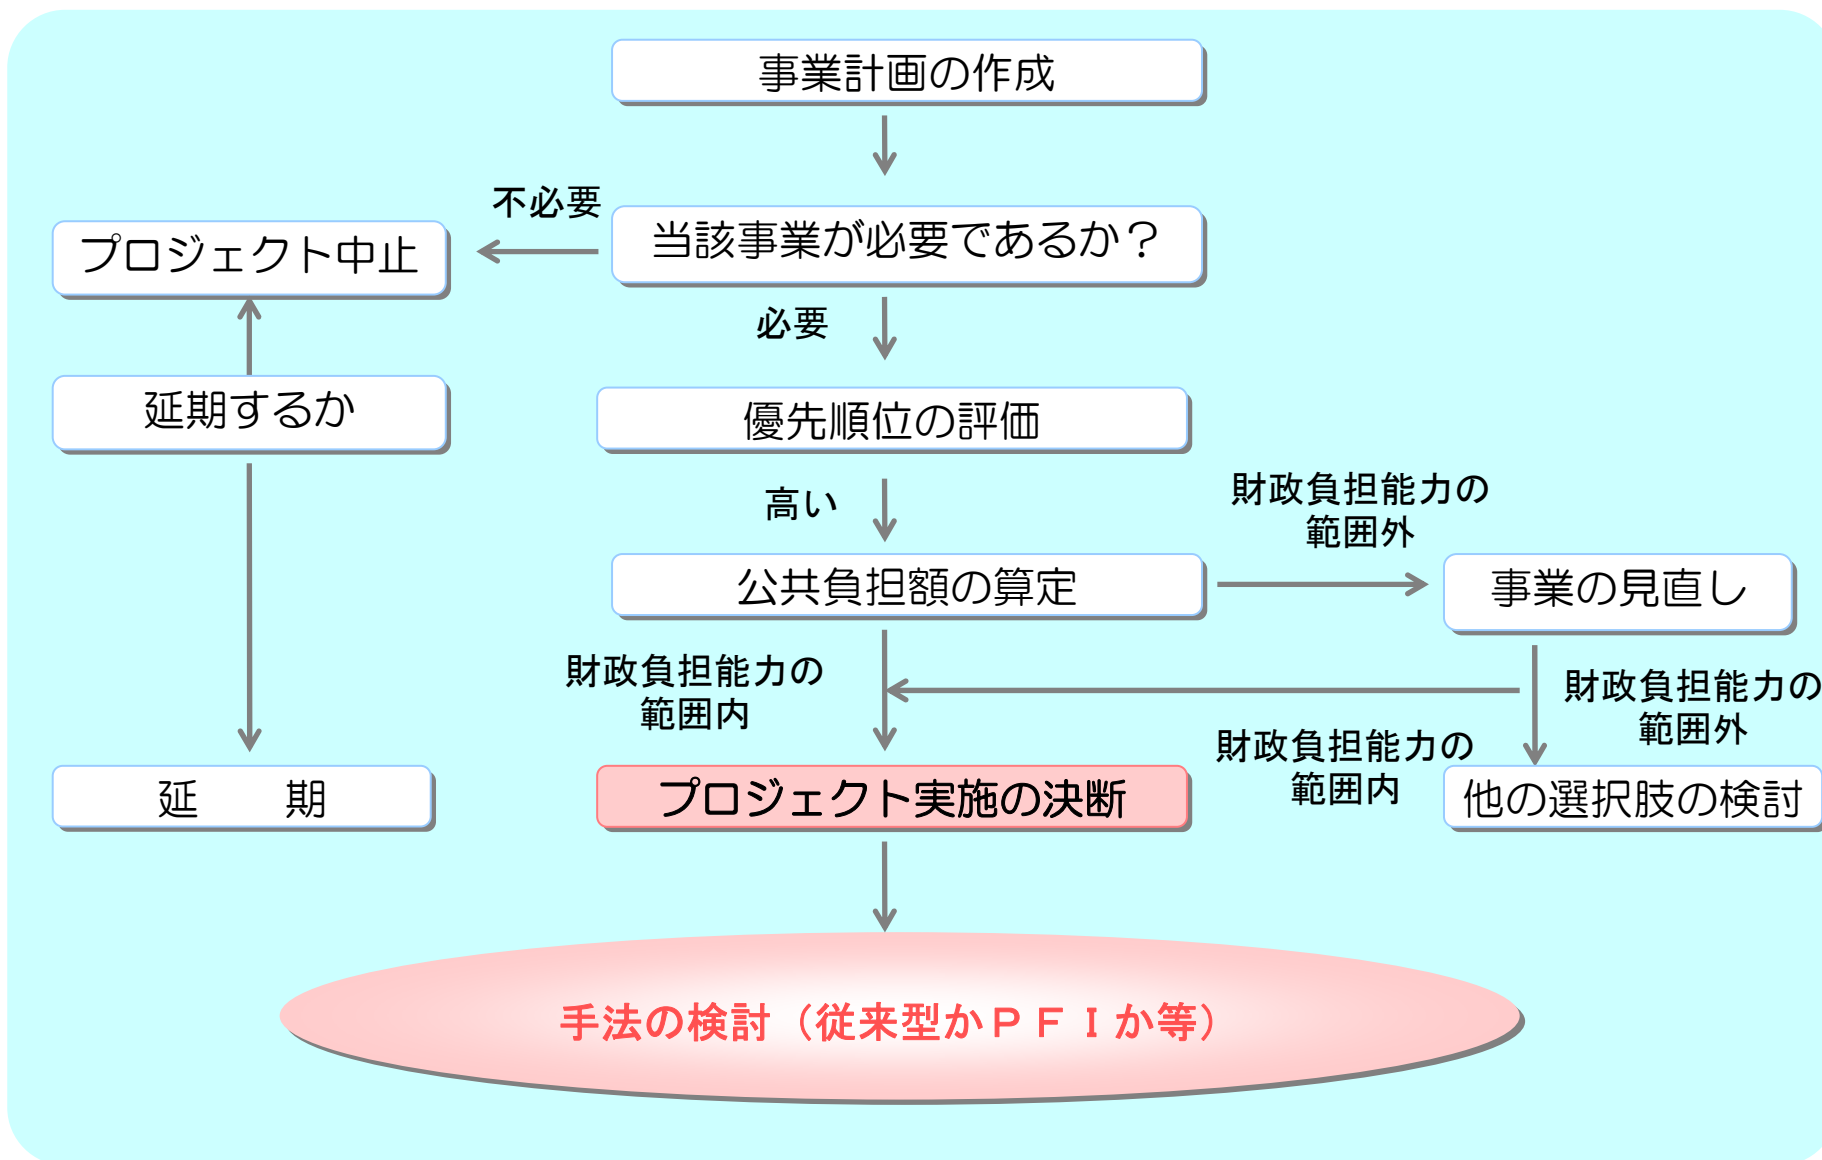 事業計画の作成
不必要
当該事業が必要であるか？
プロジェクト中止
必要
延期するか
優先順位の評価
高い
財政負担能力の
範囲外
公共負担額の算定
事業の見直し
財政負担能力の
範囲内
財政負担能力の
範囲外
財政負担能力の
範囲内
延　　期
プロジェクト実施の決断
他の選択肢の検討
手法の検討（従来型かＰＦＩか等）